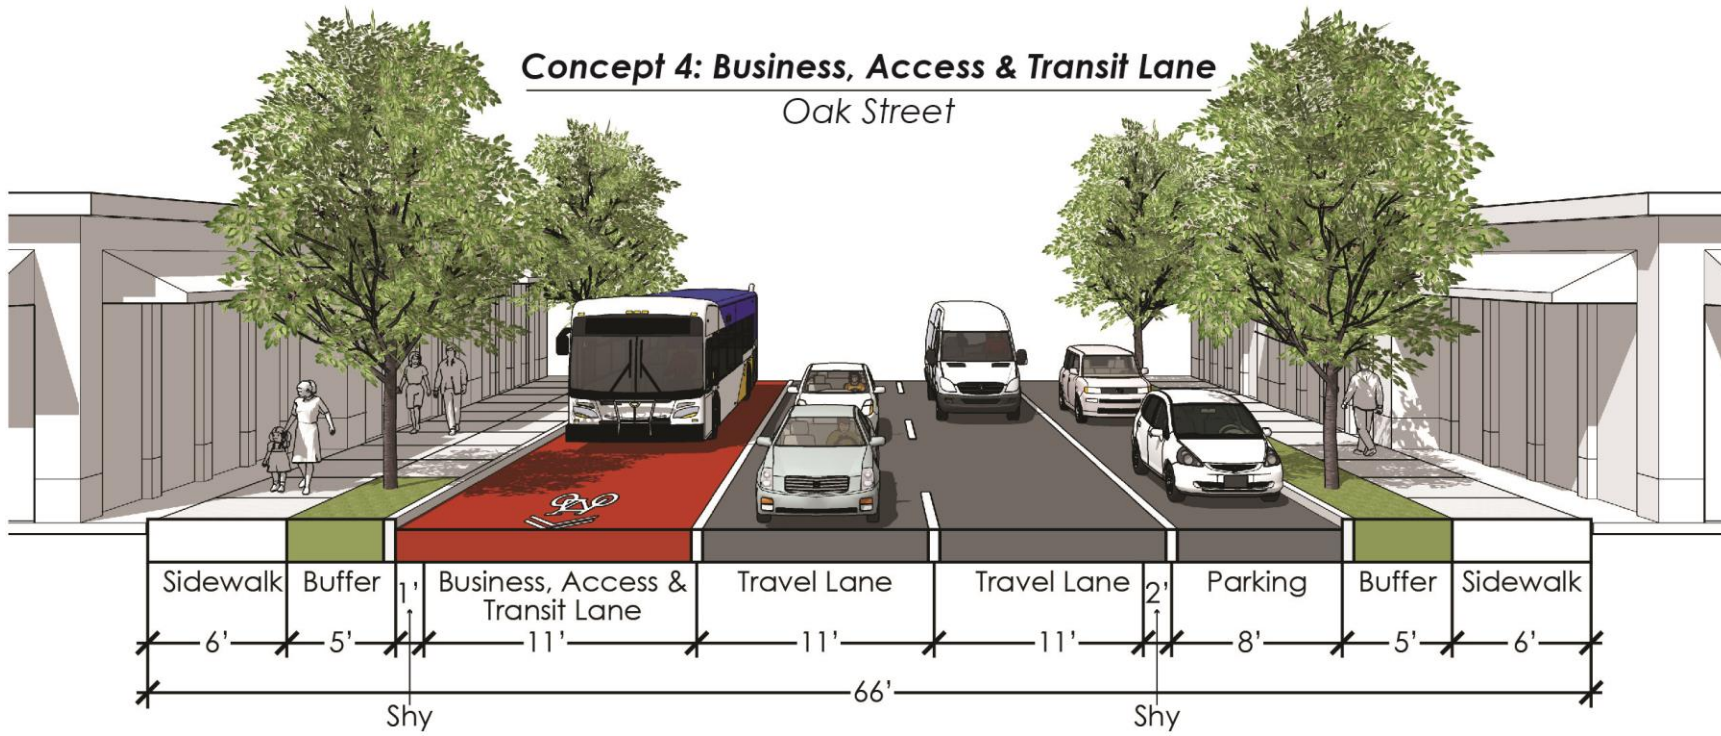 Concept 4: Business, Access & Transit Lane
Oak Street
Sidewalk Buffer 1' Business, Access & Travel Lane Travel Lane 2' Parking Buffer Sidewalk
Transit Lane
6' 5' 11' 11' 11' 8' 5' 6'
66'
Shy Shy